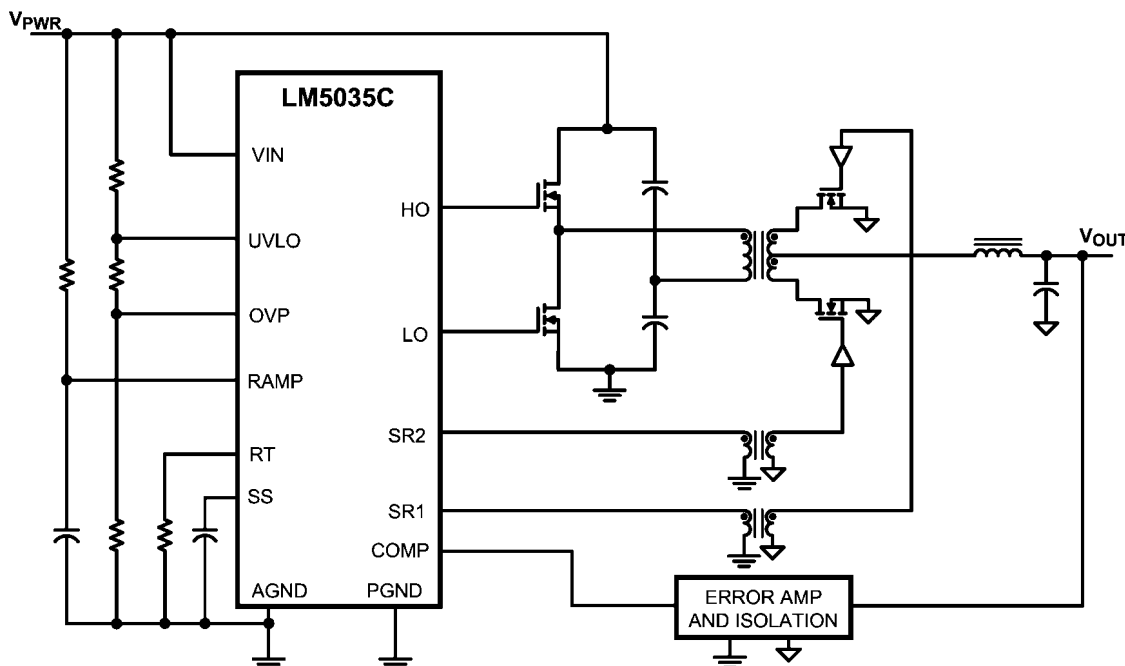 VPWR
LM5035C
VIN
HO
UVLO
VOUT
OVP
LO
RAMP
SR2
RT
SS
SR1
COMP
AGND
PGND
ERROR AMP
AND ISOLATION